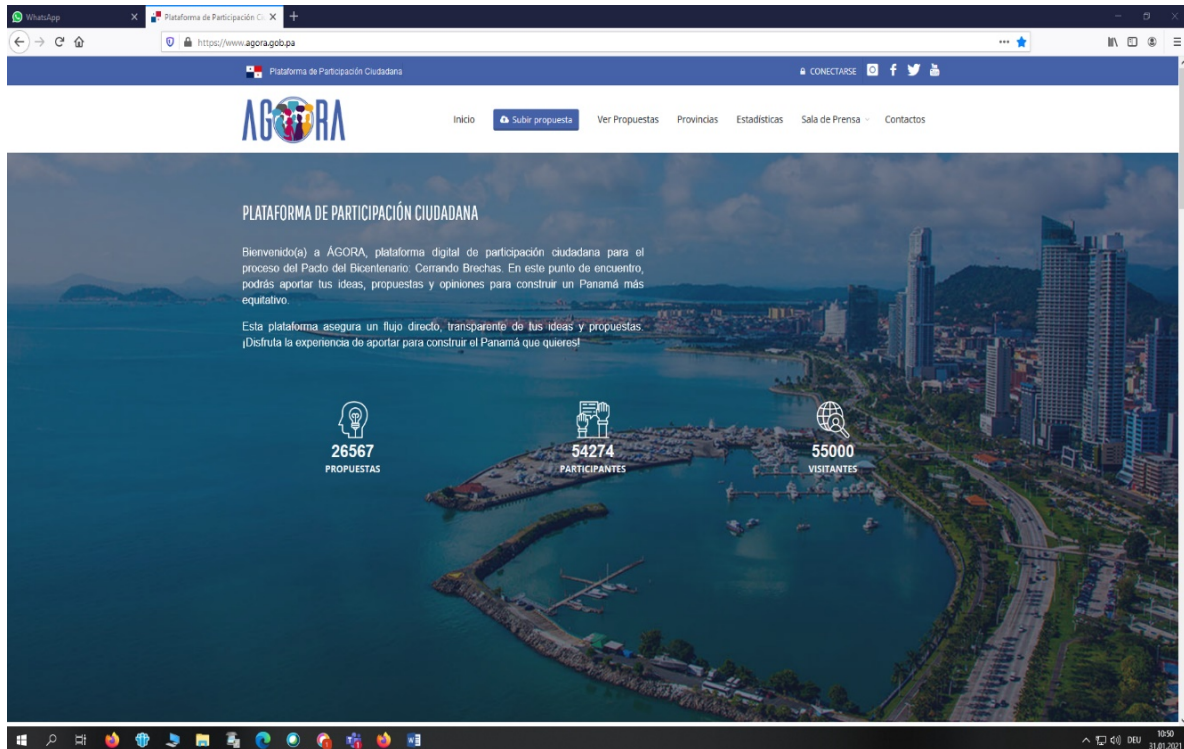 WhatsApp
Plataforma de Participación Ci
https://www.agora.gob.pa
Plataforma de Participación Ciudadana
CONECTARSE
AGORA
Inicio
Subir propuesta
Ver Propuestas
Provincias
Estadísticas
Sala de Prensa
Contactos
PLATAFORMA DE PARTICIPACIÓN CIUDADANA
Bienvenido(a) a ÁGORA, plataforma digital de participación ciudadana para el
proceso del Pacto del Bicentenario: Cerrando Brechas. En este punto de encuentro,
podrás aportar tus ideas, propuestas y opiniones para construir un Panamá más
equitativo.
Esta plataforma asegura un flujo directo, transparente de tus ideas y propuestas.
¡Disfruta la experiencia de aportar para construir el Panamá que quieres!
26567
PROPUESTAS
54274
PARTICIPANTES
55000
VISITANTES
DEU
10:50
31.01.2021